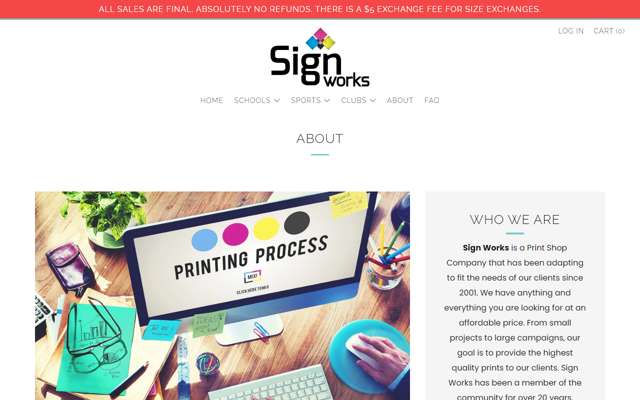 ALL SALES ARE FINAL. ABSOLUTELY NO REFUNDS. THERE IS A $5 EXCHANGE FEE FOR SIZE EXCHANGES.
LOG IN
CART (0)
Sign
works
HOME
SCHOOLS
SPORTS
CLUBS
ABOUT
FAQ
ABOUT
PRINTING PROCESS
CLICK HERE TO MIX
WHO WE ARE
Sign Works is a Print Shop
Company that has been adapting
to fit the needs of our clients since
2001. We have anything and
everything you are looking for at an
affordable price. From small
projects to large campaigns, our
goal is to provide the highest
quality prints to our clients. Sign
Works has been a member of the
community for over 20 years.